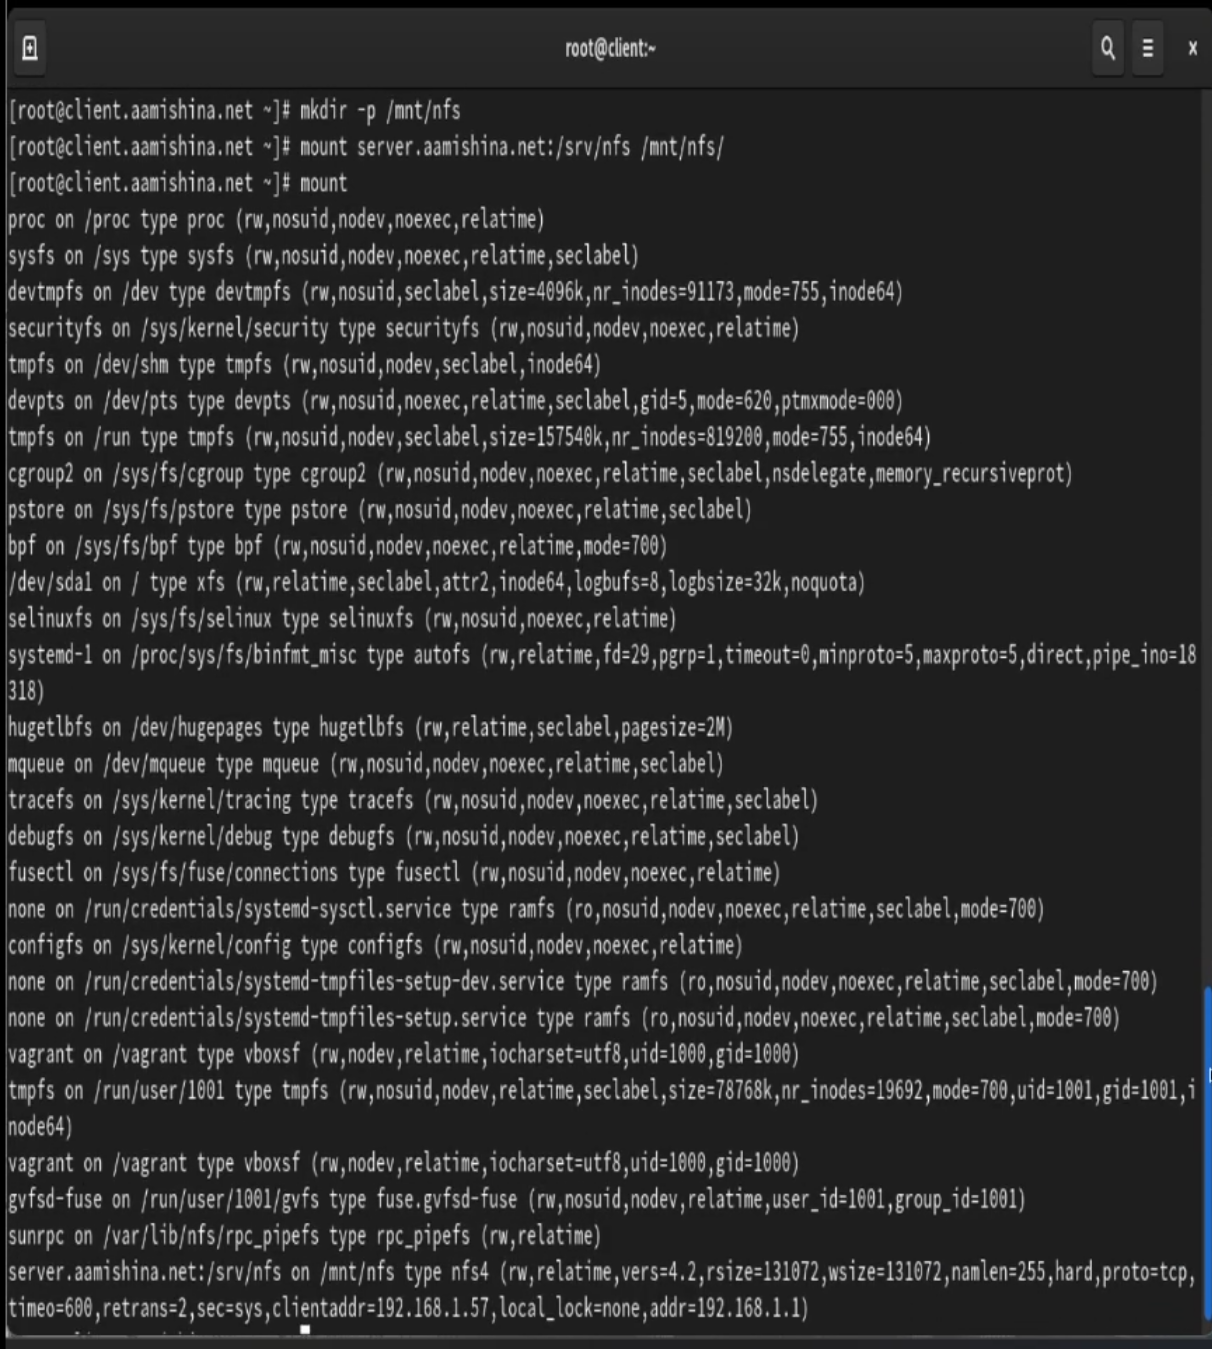 root@client:~
[root@client.aamishina.net ~]# mkdir -p /mnt/nfs
[root@client.aamishina.net ~]# mount server.aamishina.net:/srv/nfs /mnt/nfs/
[root@client.aamishina.net ~]# mount
proc on /proc type proc (rw,nosuid,nodev,noexec,relatime)
sysfs on /sys type sysfs (rw,nosuid,nodev,noexec,relatime,seclabel)
devtmpfs on /dev type devtmpfs (rw,nosuid,seclabel,size=4096k,nr_inodes=91173,mode=755,inode64)
securityfs on /sys/kernel/security type securityfs (rw,nosuid,nodev,noexec,relatime)
tmpfs on /dev/shm type tmpfs (rw,nosuid,nodev,seclabel,inode64)
devpts on /dev/pts type devpts (rw,nosuid,noexec,relatime,seclabel,gid=5,mode=620,ptmxmode=000)
tmpfs on /run type tmpfs (rw,nosuid,nodev,seclabel,size=157540k,nr_inodes=819200,mode=755,inode64)
cgroup2 on /sys/fs/cgroup type cgroup2 (rw,nosuid,nodev,noexec,relatime,seclabel,nsdelegate,memory_recursiveprot)
pstore on /sys/fs/pstore type pstore (rw,nosuid,nodev,noexec,relatime,seclabel)
bpf on /sys/fs/bpf type bpf (rw,nosuid,nodev,noexec,relatime,mode=700)
/dev/sda1 on / type xfs (rw,relatime,seclabel,attr2,inode64,logbufs=8,logbsize=32k,noquota)
selinuxfs on /sys/fs/selinux type selinuxfs (rw,nosuid,noexec,relatime)
systemd-1 on /proc/sys/fs/binfmt_misc type autofs (rw,relatime,fd=29,pgrp=1,timeout=0,minproto=5,maxproto=5,direct,pipe_ino=18
318)
hugetlbfs on /dev/hugepages type hugetlbfs (rw,relatime,seclabel,pagesize=2M)
mqueue on /dev/mqueue type mqueue (rw,nosuid,nodev,noexec,relatime,seclabel)
tracefs on /sys/kernel/tracing type tracefs (rw,nosuid,nodev,noexec,relatime,seclabel)
debugfs on /sys/kernel/debug type debugfs (rw,nosuid,nodev,noexec,relatime,seclabel)
fusectl on /sys/fs/fuse/connections type fusectl (rw,nosuid,nodev,noexec,relatime)
none on /run/credentials/systemd-sysctl.service type ramfs (ro,nosuid,nodev,noexec,relatime,seclabel,mode=700)
configfs on /sys/kernel/config type configfs (rw,nosuid,nodev,noexec,relatime)
none on /run/credentials/systemd-tmpfiles-setup-dev.service type ramfs (ro,nosuid,nodev,noexec,relatime,seclabel,mode=700)
none on /run/credentials/systemd-tmpfiles-setup.service type ramfs (ro,nosuid,nodev,noexec,relatime,seclabel,mode=700)
vagrant on /vagrant type vboxsf (rw,nodev,relatime,iocharset=utf8,uid=1000,gid=1000)
tmpfs on /run/user/1001 type tmpfs (rw,nosuid,nodev,relatime,seclabel,size=78768k,nr_inodes=19692,mode=700,uid=1001,gid=1001,i
node64)
vagrant on /vagrant type vboxsf (rw,nodev,relatime,iocharset=utf8,uid=1000,gid=1000)
gvfsd-fuse on /run/user/1001/gvfs type fuse.gvfsd-fuse (rw,nosuid,nodev,relatime,user_id=1001,group_id=1001)
sunrpc on /var/lib/nfs/rpc_pipefs type rpc_pipefs (rw,relatime)
server.aamishina.net:/srv/nfs on /mnt/nfs type nfs4 (rw,relatime,vers=4.2,rsize=131072,wsize=131072,namlen=255,hard,proto=tcp,
timeo=600,retrans=2,sec=sys,clientaddr=192.168.1.57,local_lock=none,addr=192.168.1.1)